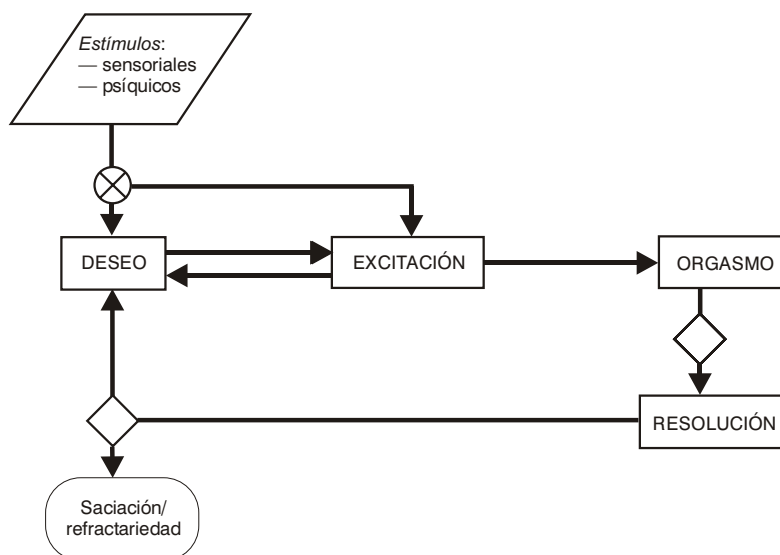 Estímulos:
— sensoriales
— psíquicos
DESEO
EXCITACIÓN
ORGASMO
RESOLUCIÓN
Saciación/
refractariedad